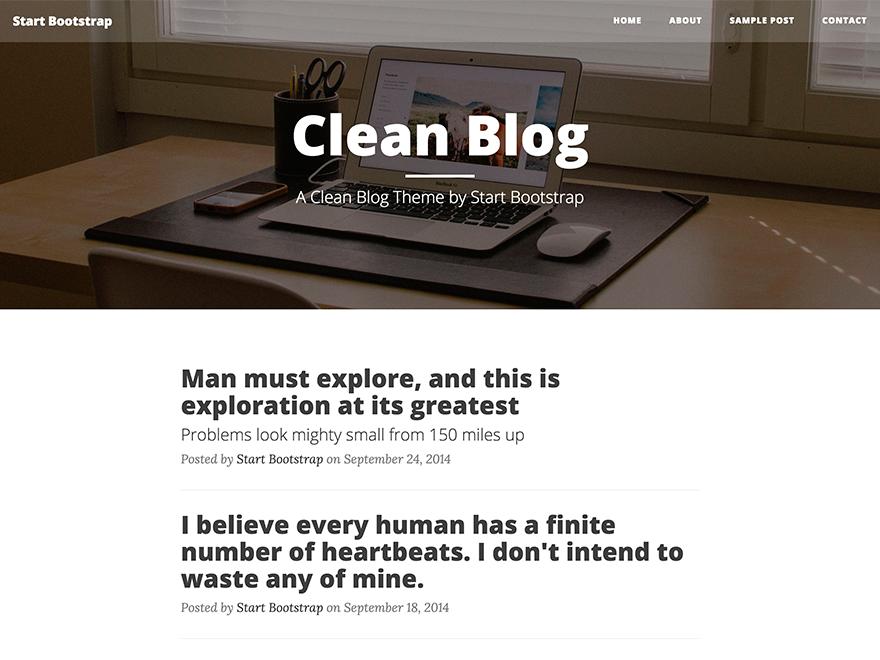 Start Bootstrap
HOME ABOUT SAMPLE POST CONTACT
Clean Blog
A Clean Blog Theme by Start Bootstrap
Man must explore, and this is
exploration at its greatest
Problems look mighty small from 150 miles up
Posted by Start Bootstrap on September 24, 2014
I believe every human has a finite
number of heartbeats. I don't intend to
waste any of mine.
Posted by Start Bootstrap on September 18, 2014